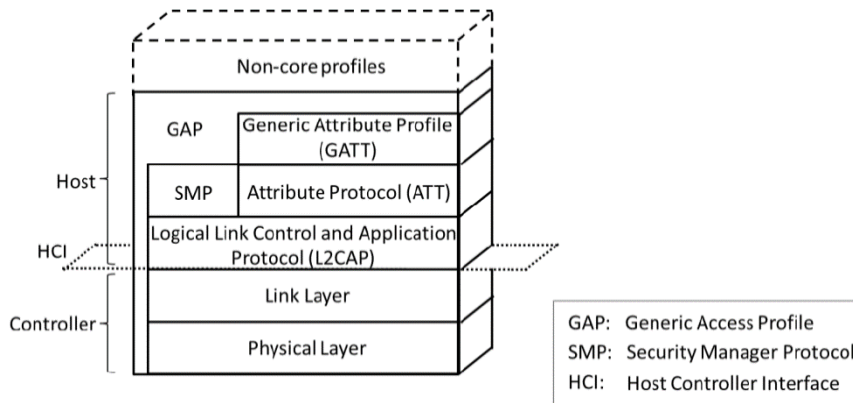 Non-core profiles
GAP
Generic Attribute Profile
(GATT)
Host
SMP
Attribute Protocol (ATT)
Logical Link Control and Application
Protocol (L2CAP)
HCI
Link Layer
Controller
Physical Layer
GAP: Generic Access Profile
SMP: Security Manager Protocol
HCI: Host Controller Interface